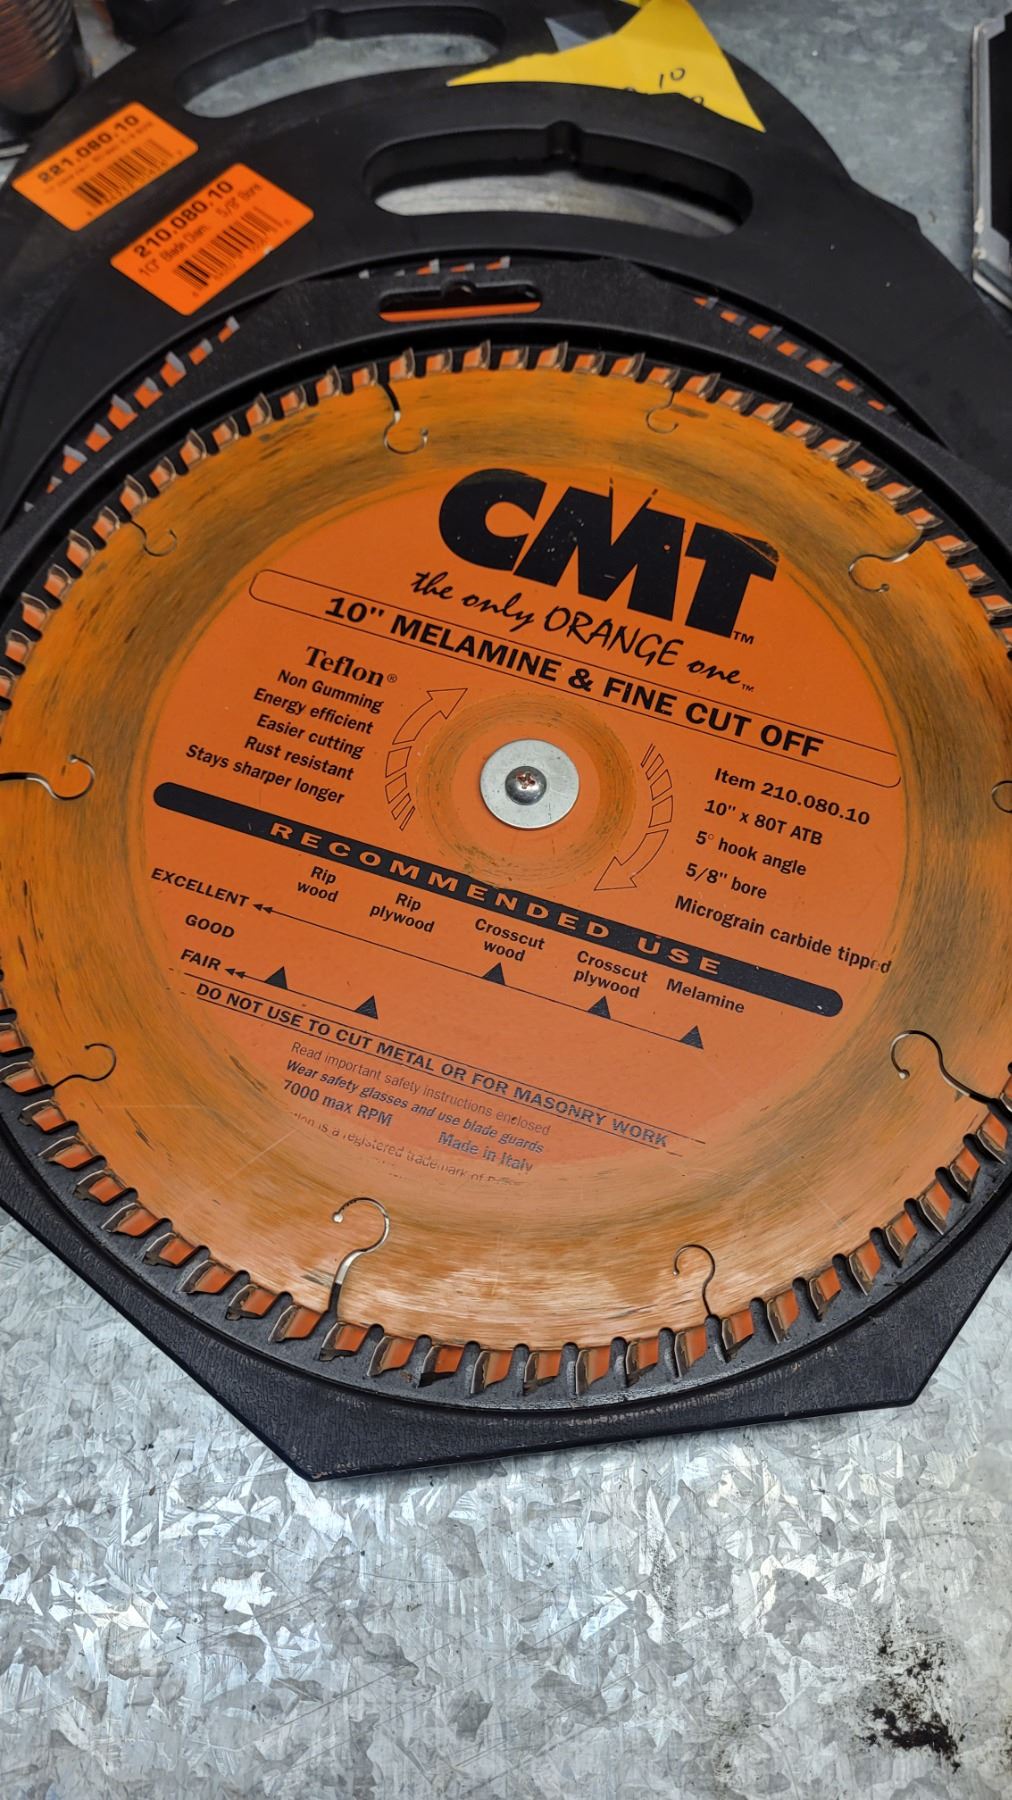 10
221.080.10
210.080.10
10" Blade Diam. 5/8" Bore
CMT™
the only ORANGE one™
10" MELAMINE & FINE CUT OFF
Teflon®
Non Gumming
Energy efficient
Easier cutting
Rust resistant
Stays sharper longer
Item 210.080.10
10" x 80T ATB
5° hook angle
5/8" bore
Micrograin carbide tipped
RECOMMENDED USE
Rip wood
Rip plywood
Crosscut wood
Crosscut plywood
Melamine
EXCELLENT
GOOD
FAIR
DO NOT USE TO CUT METAL OR FOR MASONRY WORK
Read important safety instructions enclosed
Wear safety glasses and use blade guards
7000 max RPM Made in Italy
is a registered trademark of